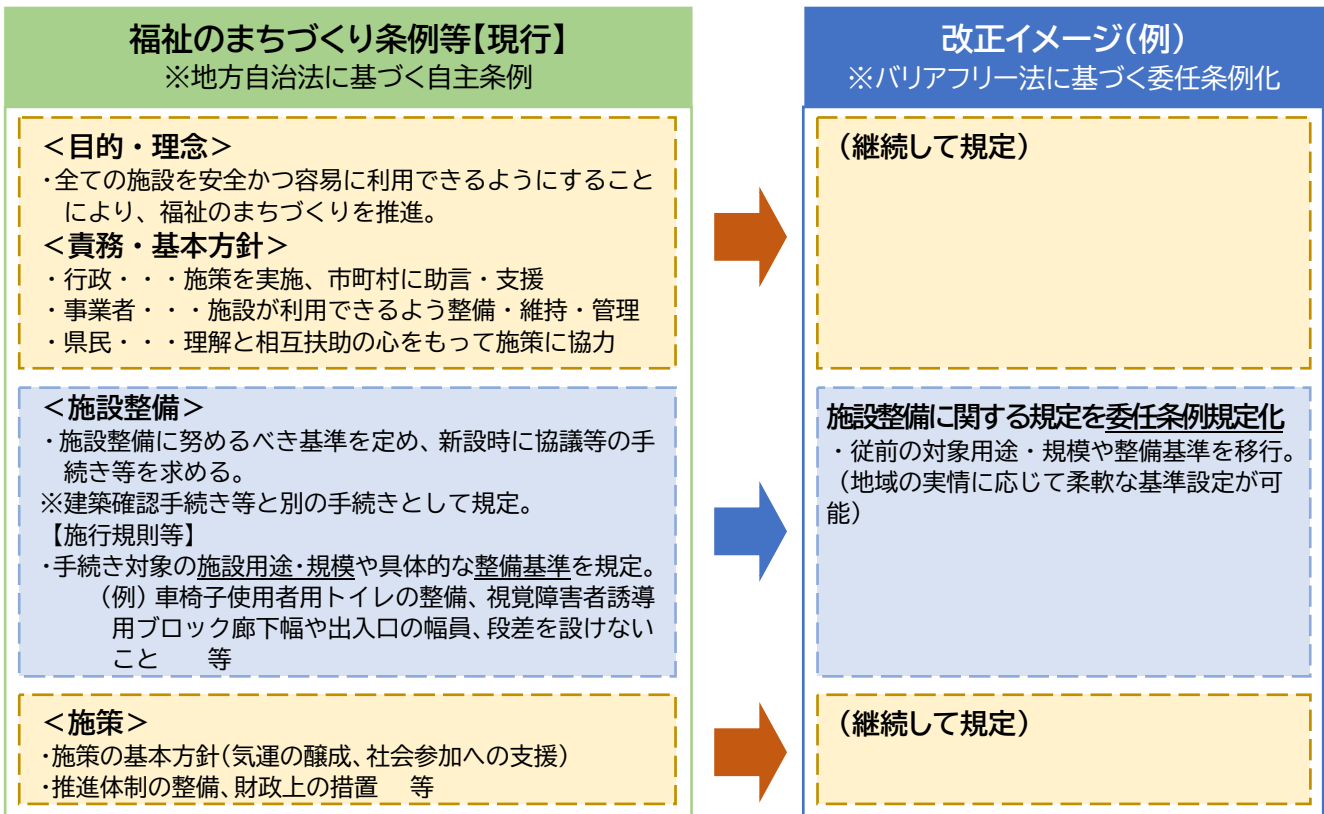 福祉のまちづくり条例等【現行】
※地方自治法に基づく自主条例
<目的・理念>
・全ての施設を安全かつ容易に利用できるようにすること
により、福祉のまちづくりを推進。
<責務・基本方針>
・行政・・・施策を実施、市町村に助言・支援
・事業者・・・施設が利用できるよう整備・維持・管理
・県民・・・理解と相互扶助の心をもって施策に協力
<施設整備>
・施設整備に努めるべき基準を定め、新設時に協議等の手
続き等を求める。
※建築確認手続き等と別の手続きとして規定。
【施行規則等】
・手続き対象の施設用途・規模や具体的な整備基準を規定。
（例）車椅子使用者用トイレの整備、視覚障害者誘導
用ブロック廊下幅や出入口の幅員、段差を設けない
こと　　等
<施策>
・施策の基本方針（気運の醸成、社会参加への支援）
・推進体制の整備、財政上の措置　等
改正イメージ（例）
※バリアフリー法に基づく委任条例化
（継続して規定）
施設整備に関する規定を委任条例規定化
・従前の対象用途・規模や整備基準を移行。
（地域の実情に応じて柔軟な基準設定が可
能）
（継続して規定）